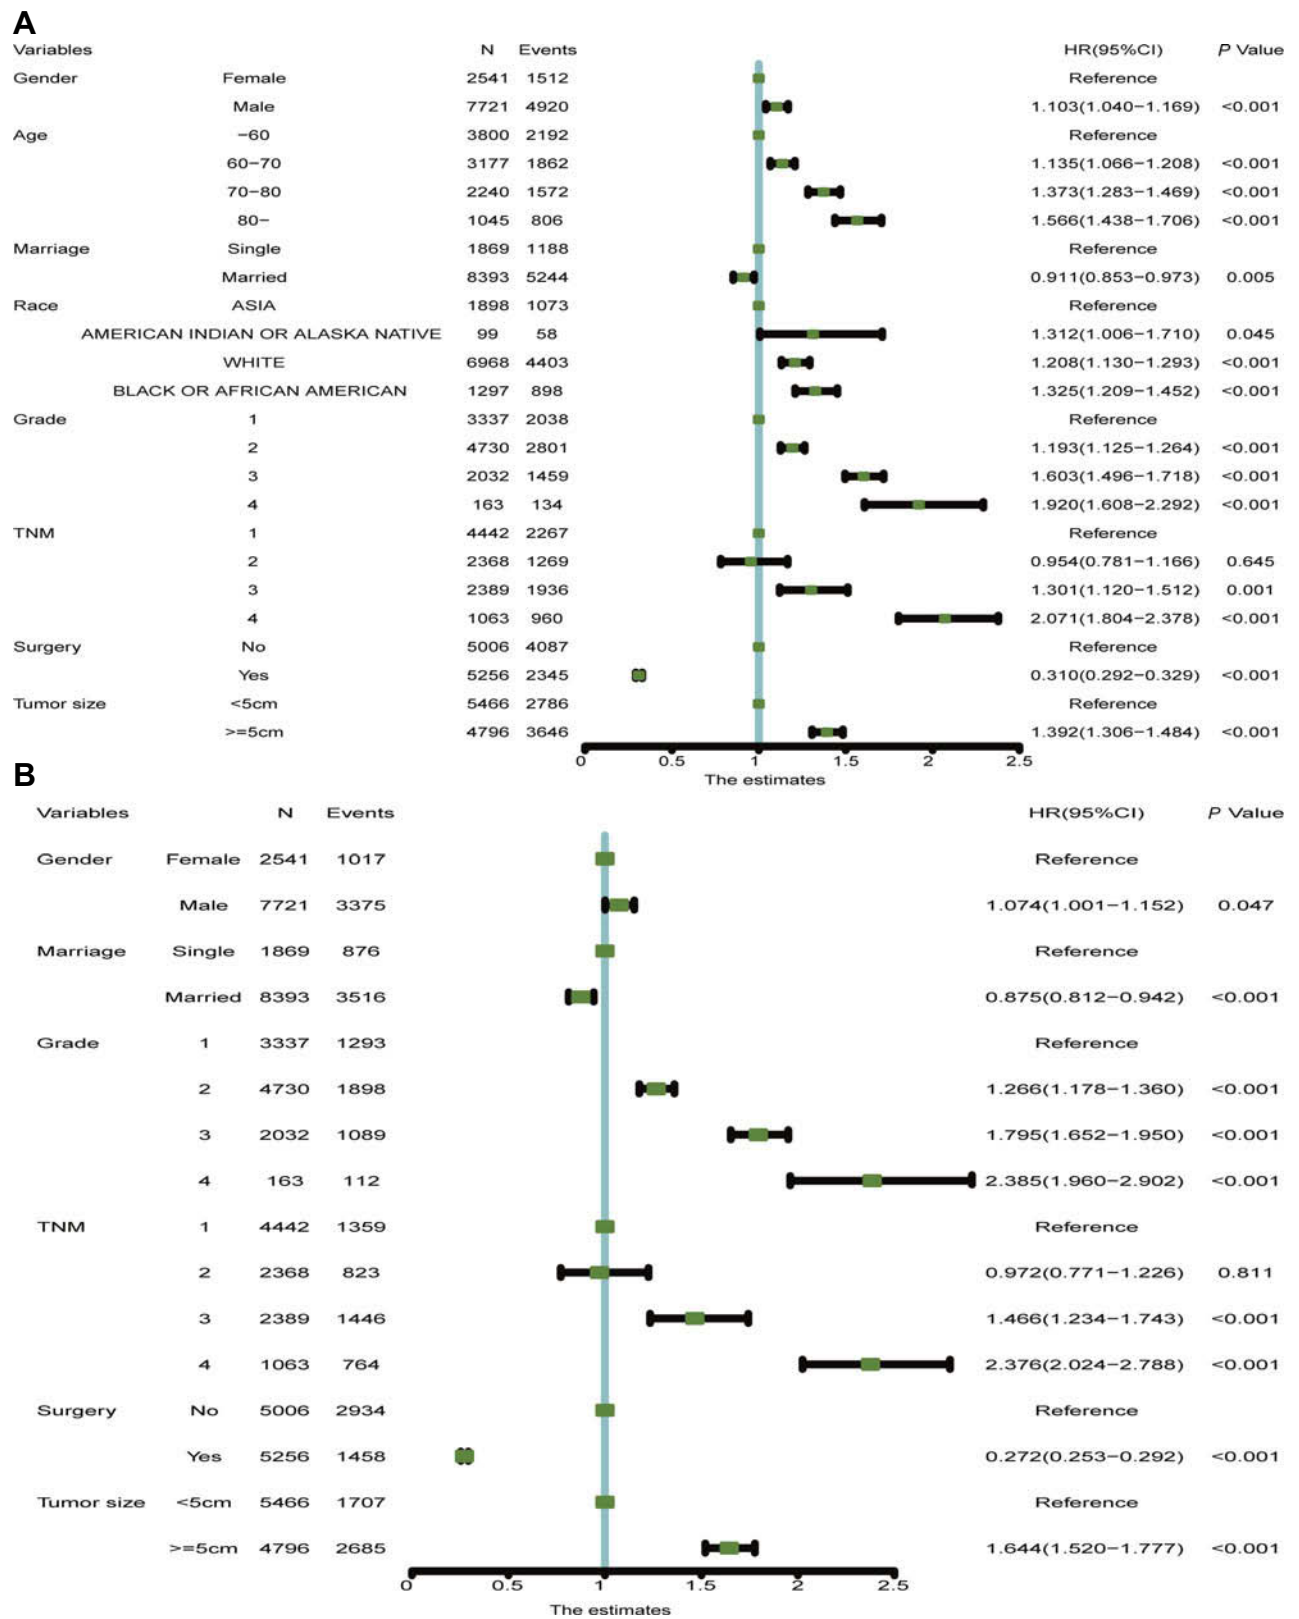 A
Variables N Events HR(95%CI) P Value
Gender Female 2541 1512 Reference
Male 7721 4920 1.103(1.040−1.169) <0.001
Age −60 3800 2192 Reference
60−70 3177 1862 1.135(1.066−1.208) <0.001
70−80 2240 1572 1.373(1.283−1.469) <0.001
80− 1045 806 1.566(1.438−1.706) <0.001
Marriage Single 1869 1188 Reference
Married 8393 5244 0.911(0.853−0.973) 0.005
Race ASIA 1898 1073 Reference
AMERICAN INDIAN OR ALASKA NATIVE 99 58 1.312(1.006−1.710) 0.045
WHITE 6968 4403 1.208(1.130−1.293) <0.001
BLACK OR AFRICAN AMERICAN 1297 898 1.325(1.209−1.452) <0.001
Grade 1 3337 2038 Reference
2 4730 2801 1.193(1.125−1.264) <0.001
3 2032 1459 1.603(1.496−1.718) <0.001
4 163 134 1.920(1.608−2.292) <0.001
TNM 1 4442 2267 Reference
2 2368 1269 0.954(0.781−1.166) 0.645
3 2389 1936 1.301(1.120−1.512) 0.001
4 1063 960 2.071(1.804−2.378) <0.001
Surgery No 5006 4087 Reference
Yes 5256 2345 0.310(0.292−0.329) <0.001
Tumor size <5cm 5466 2786 Reference
>=5cm 4796 3646 1.392(1.306−1.484) <0.001
0 0.5 1 1.5 2 2.5
The estimates
B
Variables N Events HR(95%CI) P Value
Gender Female 2541 1017 Reference
Male 7721 3375 1.074(1.001−1.152) 0.047
Marriage Single 1869 876 Reference
Married 8393 3516 0.875(0.812−0.942) <0.001
Grade 1 3337 1293 Reference
2 4730 1898 1.266(1.178−1.360) <0.001
3 2032 1089 1.795(1.652−1.950) <0.001
4 163 112 2.385(1.960−2.902) <0.001
TNM 1 4442 1359 Reference
2 2368 823 0.972(0.771−1.226) 0.811
3 2389 1446 1.466(1.234−1.743) <0.001
4 1063 764 2.376(2.024−2.788) <0.001
Surgery No 5006 2934 Reference
Yes 5256 1458 0.272(0.253−0.292) <0.001
Tumor size <5cm 5466 1707 Reference
>=5cm 4796 2685 1.644(1.520−1.777) <0.001
0 0.5 1 1.5 2 2.5
The estimates